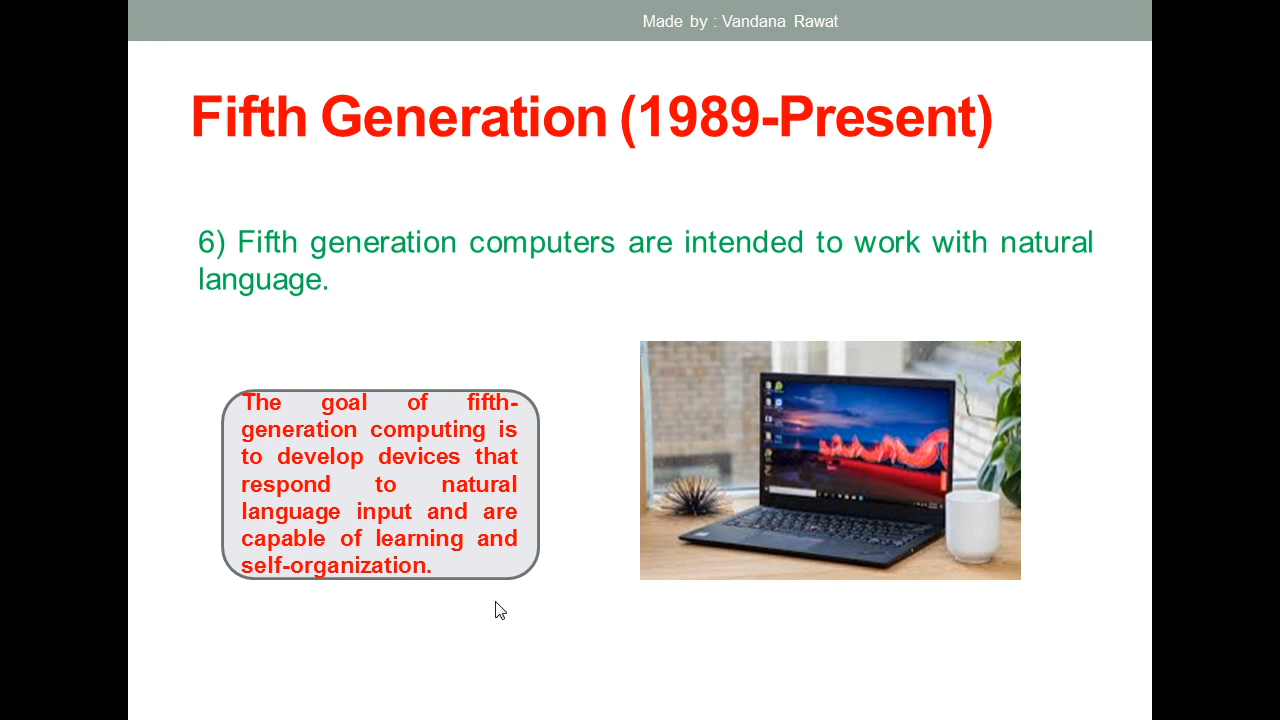 Made by : Vandana Rawat
Fifth Generation (1989-Present)
6) Fifth generation computers are intended to work with natural
language.
The goal of fifth-
generation computing is
to develop devices that
respond to natural
language input and are
capable of learning and
self-organization.